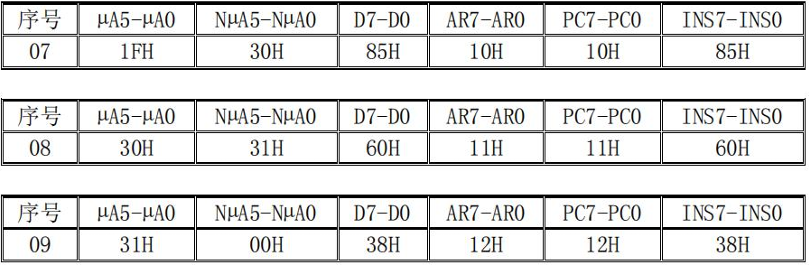 序号 μA5-μA0 NμA5-NμA0 D7-D0 AR7-AR0 PC7-PC0 INS7-INS0
07 1FH 30H 85H 10H 10H 85H
序号 μA5-μA0 NμA5-NμA0 D7-D0 AR7-AR0 PC7-PC0 INS7-INS0
08 30H 31H 60H 11H 11H 60H
序号 μA5-μA0 NμA5-NμA0 D7-D0 AR7-AR0 PC7-PC0 INS7-INS0
09 31H 00H 38H 12H 12H 38H